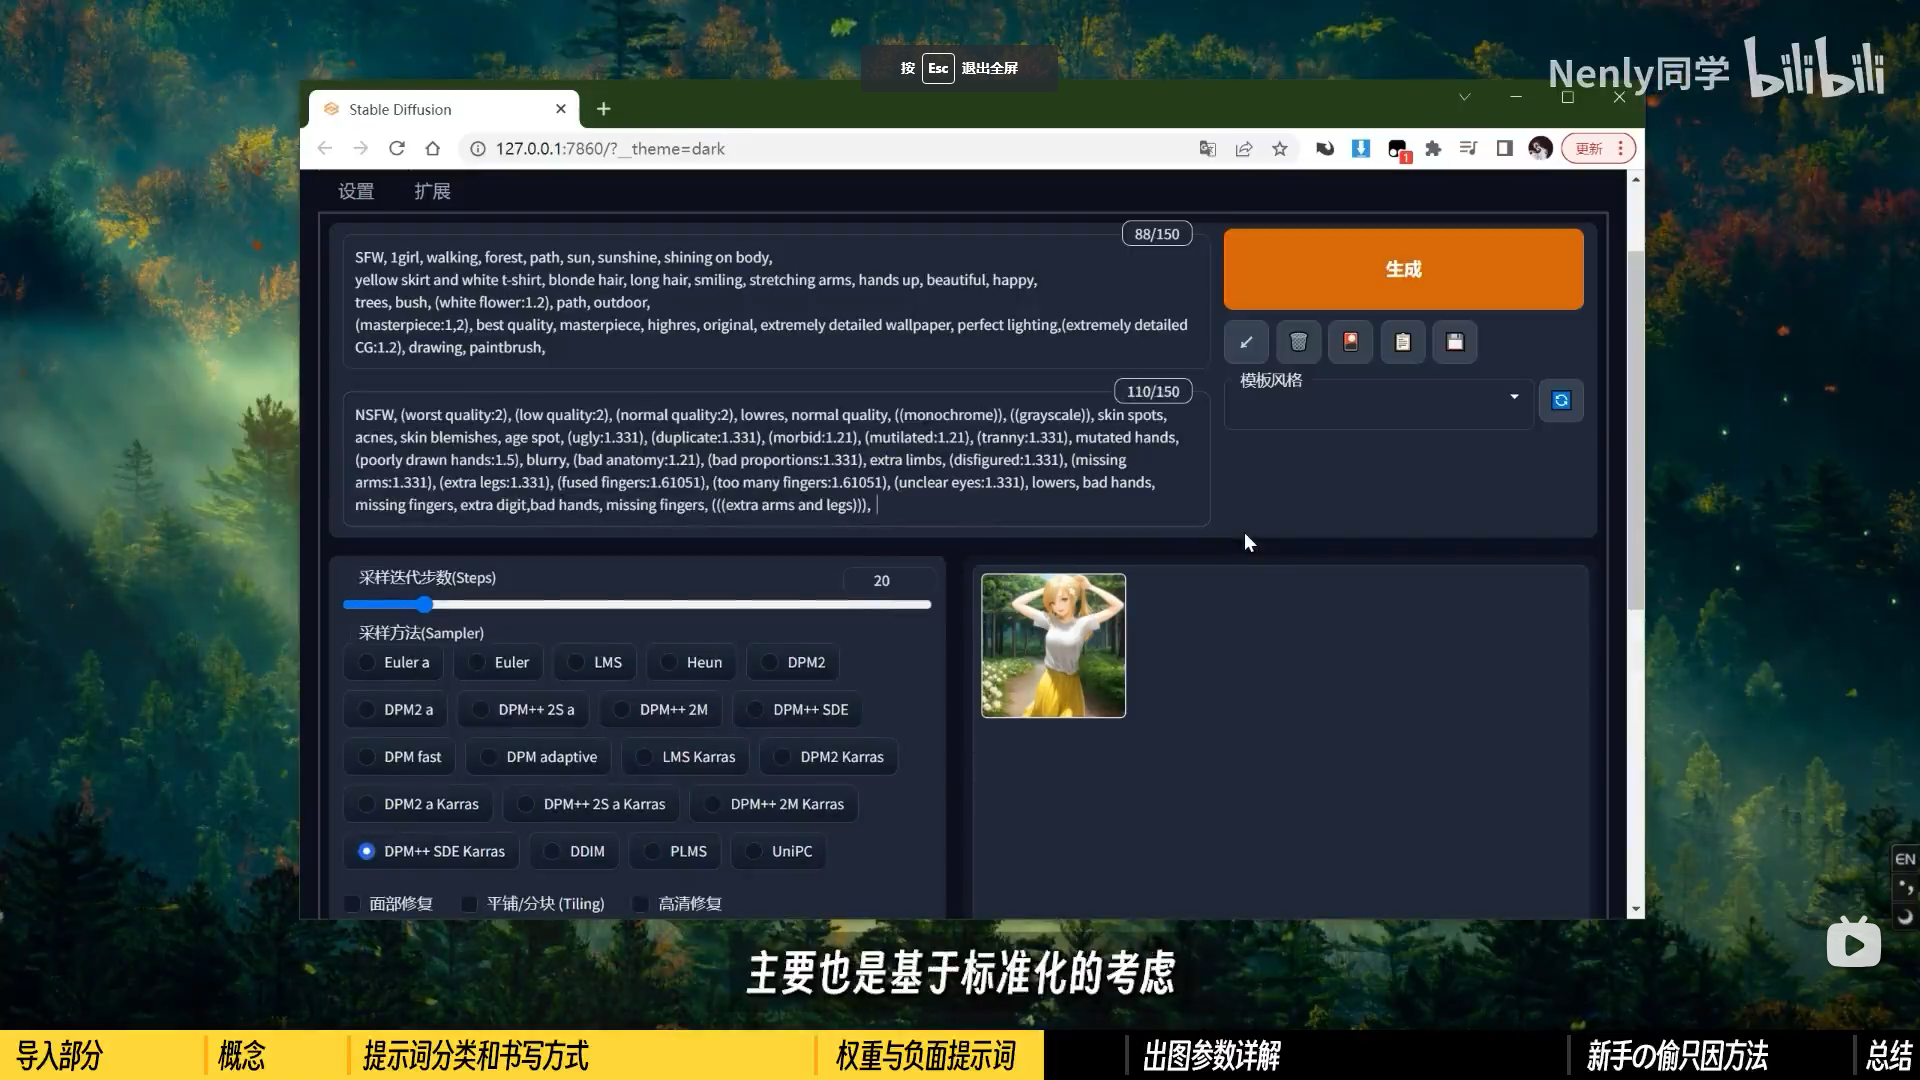 按 Esc 退出全屏
Nenly同学 bilibili
Stable Diffusion
127.0.0.1:7860/?__theme=dark
1
更新
设置 扩展
88/150
SFW, 1girl, walking, forest, path, sun, sunshine, shining on body,
yellow skirt and white t-shirt, blonde hair, long hair, smiling, stretching arms, hands up, beautiful, happy,
trees, bush, (white flower:1.2), path, outdoor,
(masterpiece:1,2), best quality, masterpiece, highres, original, extremely detailed wallpaper, perfect lighting,(extremely detailed
CG:1.2), drawing, paintbrush,
生成
模板风格
110/150
NSFW, (worst quality:2), (low quality:2), (normal quality:2), lowres, normal quality, ((monochrome)), ((grayscale)), skin spots,
acnes, skin blemishes, age spot, (ugly:1.331), (duplicate:1.331), (morbid:1.21), (mutilated:1.21), (tranny:1.331), mutated hands,
(poorly drawn hands:1.5), blurry, (bad anatomy:1.21), (bad proportions:1.331), extra limbs, (disfigured:1.331), (missing
arms:1.331), (extra legs:1.331), (fused fingers:1.61051), (too many fingers:1.61051), (unclear eyes:1.331), lowers, bad hands,
missing fingers, extra digit,bad hands, missing fingers, (((extra arms and legs))),
采样迭代步数(Steps) 20
采样方法(Sampler)
Euler a Euler LMS Heun DPM2
DPM2 a DPM++ 2S a DPM++ 2M DPM++ SDE
DPM fast DPM adaptive LMS Karras DPM2 Karras
DPM2 a Karras DPM++ 2S a Karras DPM++ 2M Karras
DPM++ SDE Karras DDIM PLMS UniPC
面部修复 平铺/分块 (Tiling) 高清修复
EN
主要也是基于标准化的考虑
导入部分 概念 提示词分类和书写方式 权重与负面提示词 出图参数详解 新手の偷只因方法 总结